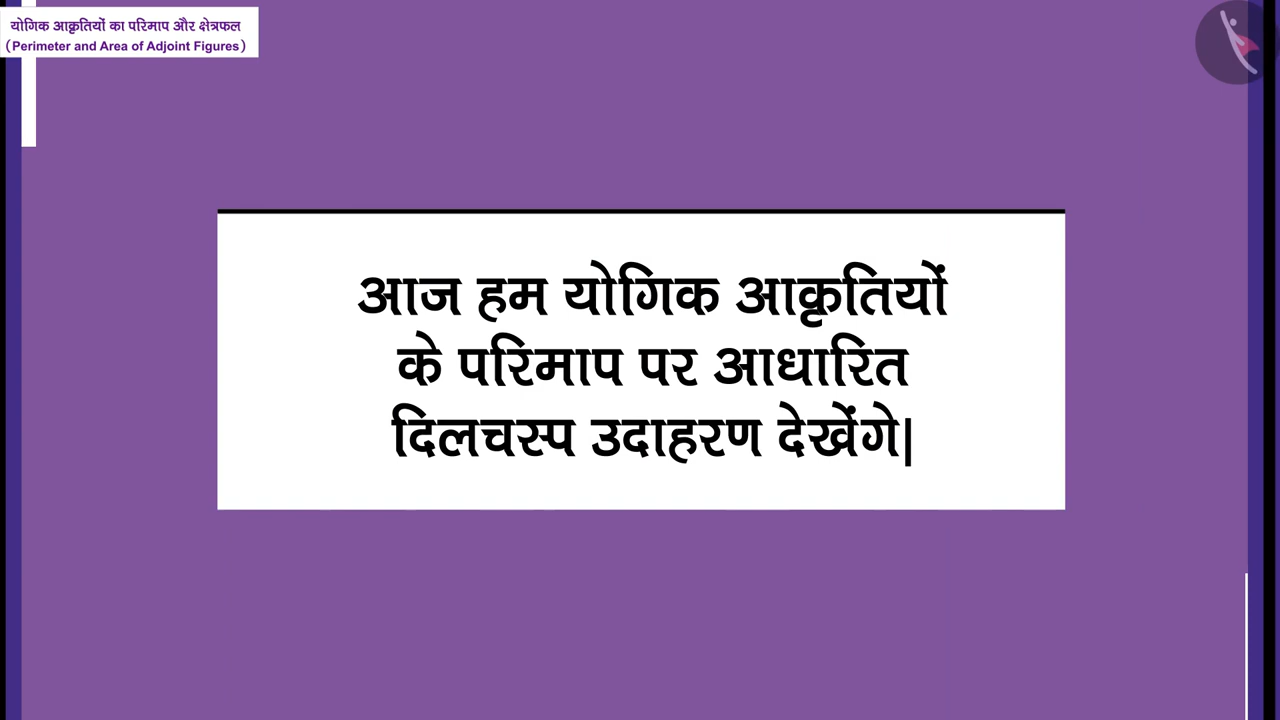 योगिक आकृतियों का परिमाप और क्षेत्रफल
(Perimeter and Area of Adjoint Figures)
आज हम योगिक आकृतियों
के परिमाप पर आधारित
दिलचस्प उदाहरण देखेंगे|